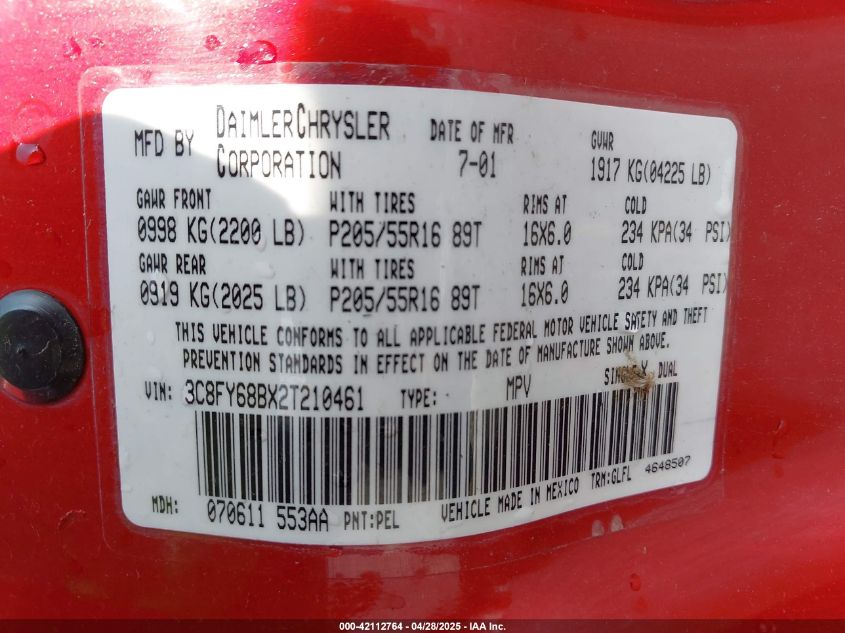 MFD BY DAIMLERCHRYSLER CORPORATION DATE OF MFR 7-01 GVWR 1917 KG(04225 LB)
GAWR FRONT WITH TIRES RIMS AT COLD
0998 KG(2200 LB) P205/55R16 89T 16X6.0 234 KPA(34 PSI)
GAWR REAR WITH TIRES RIMS AT COLD
0919 KG(2025 LB) P205/55R16 89T 16X6.0 234 KPA(34 PSI)
THIS VEHICLE CONFORMS TO ALL APPLICABLE FEDERAL MOTOR VEHICLE SAFETY AND THEFT
PREVENTION STANDARDS IN EFFECT ON THE DATE OF MANUFACTURE SHOWN ABOVE.
VIN: 3C8FY68BX2T210461 TYPE: MPV SINGLE X DUAL
MDH: 070611 553AA PNT:PEL VEHICLE MADE IN MEXICO TRM:GLFL 4648507
000-42112764 | 04/28/2025 | IAA Inc.